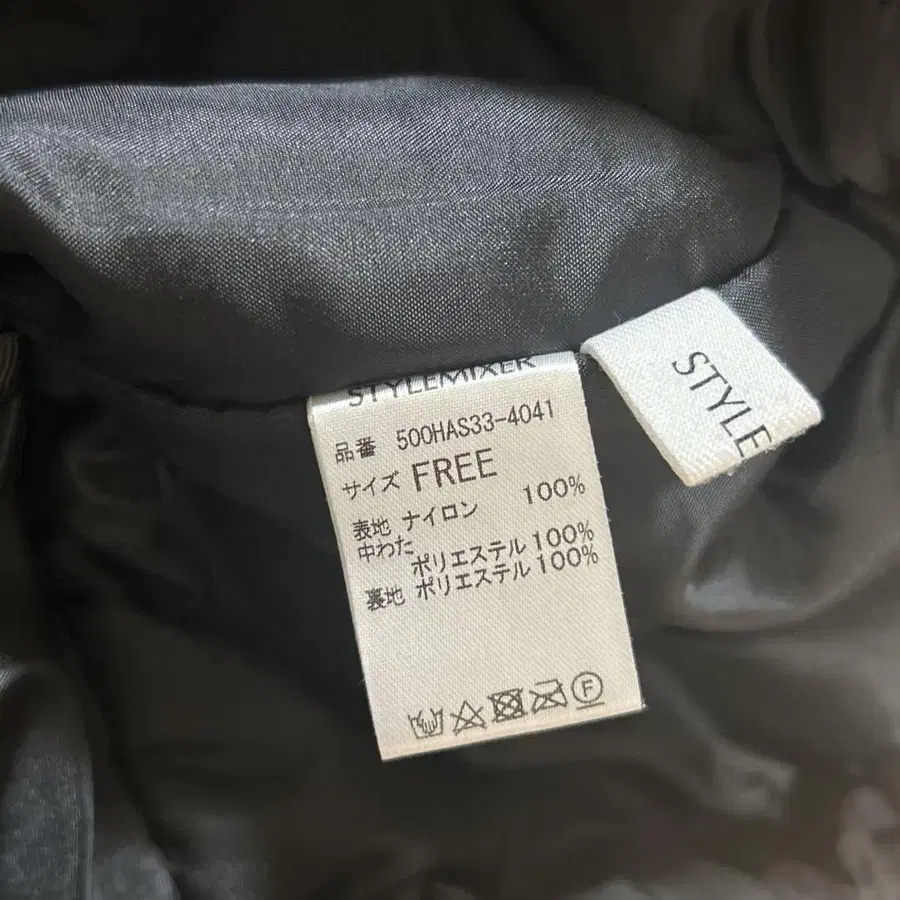 STYLEMIXER
品番 500HAS33-4041
サイズ FREE
表地 ナイロン 100%
中わた
ポリエステル 100%
裏地 ポリエステル 100%
F
STYLE